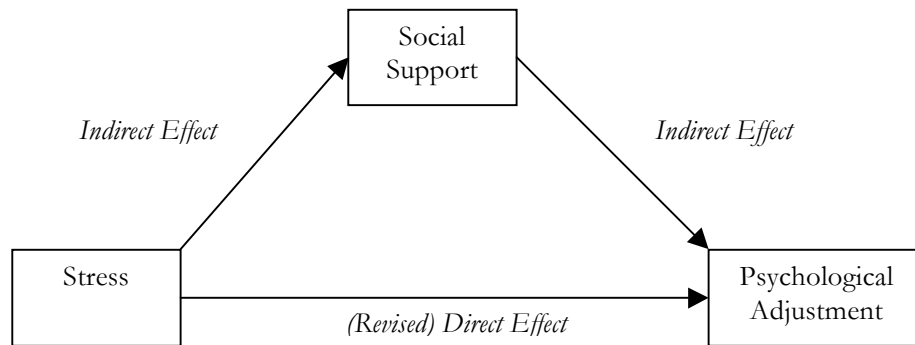 Social
Support
Indirect Effect
Indirect Effect
Stress
Psychological
Adjustment
(Revised) Direct Effect